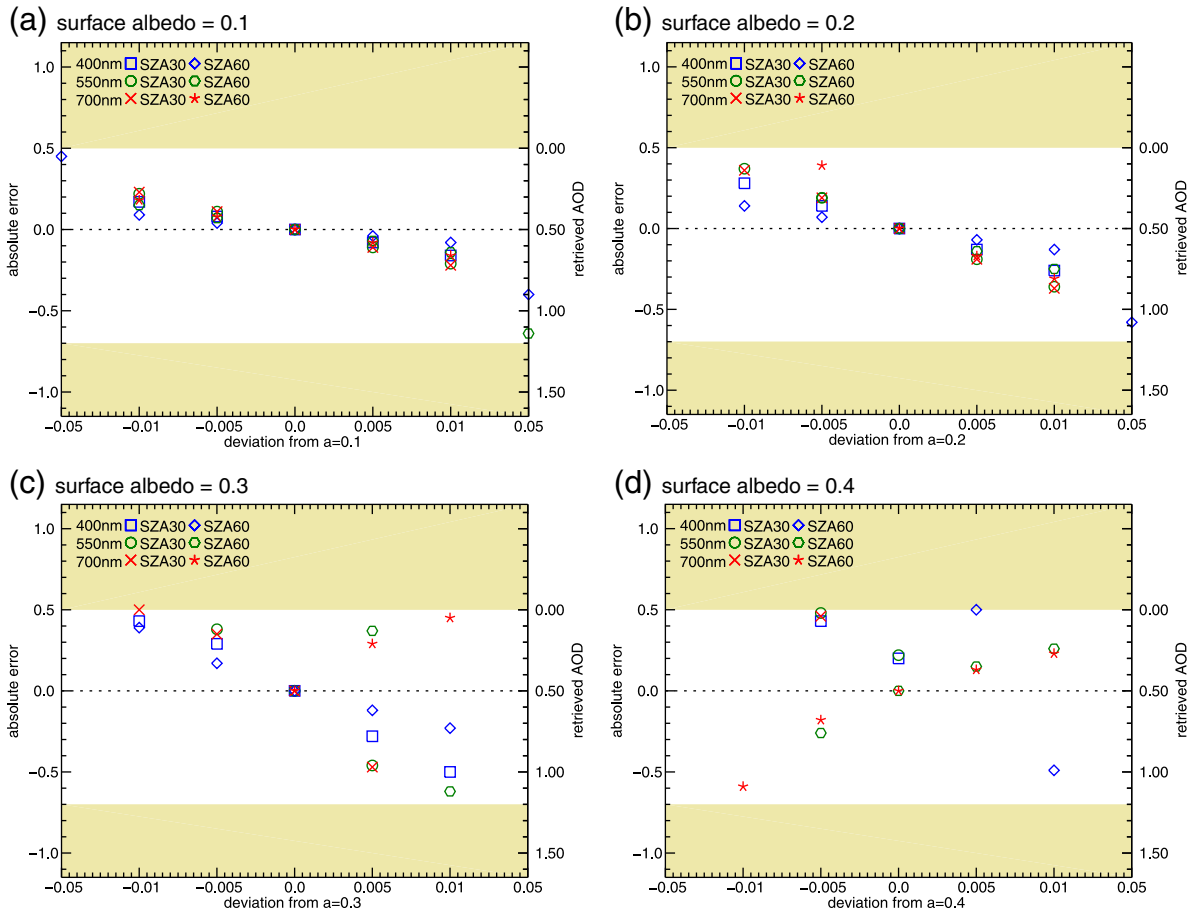 (a) surface albedo = 0.1
400nm SZA30 SZA60
550nm SZA30 SZA60
700nm SZA30 SZA60
1.0
0.5
0.0
−0.5
−1.0
absolute error
0.00
0.50
1.00
1.50
retrieved AOD
−0.05 −0.01 −0.005 0.0 0.005 0.01 0.05
deviation from a=0.1
(b) surface albedo = 0.2
400nm SZA30 SZA60
550nm SZA30 SZA60
700nm SZA30 SZA60
1.0
0.5
0.0
−0.5
−1.0
absolute error
0.00
0.50
1.00
1.50
retrieved AOD
−0.05 −0.01 −0.005 0.0 0.005 0.01 0.05
deviation from a=0.2
(c) surface albedo = 0.3
400nm SZA30 SZA60
550nm SZA30 SZA60
700nm SZA30 SZA60
1.0
0.5
0.0
−0.5
−1.0
absolute error
0.00
0.50
1.00
1.50
retrieved AOD
−0.05 −0.01 −0.005 0.0 0.005 0.01 0.05
deviation from a=0.3
(d) surface albedo = 0.4
400nm SZA30 SZA60
550nm SZA30 SZA60
700nm SZA30 SZA60
1.0
0.5
0.0
−0.5
−1.0
absolute error
0.00
0.50
1.00
1.50
retrieved AOD
−0.05 −0.01 −0.005 0.0 0.005 0.01 0.05
deviation from a=0.4